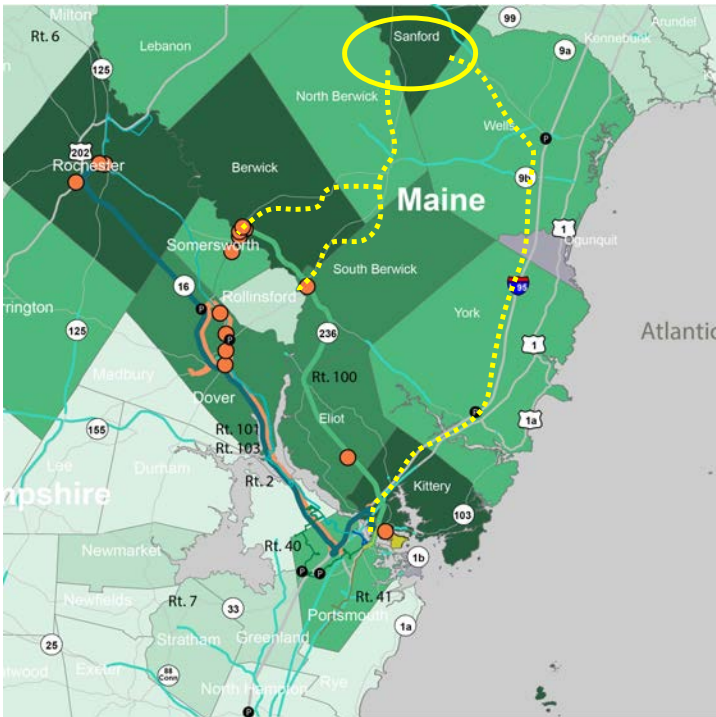 Milton
Rt. 6
Lebanon
125
Sanford
99
Arundel
Kennebunk
9a
North Berwick
Wells
P
202
Rochester
Berwick
Maine
9b
1
Ogunquit
Somersworth
South Berwick
16
Rollinsford
95
York
rrington
125
P
P
236
1
Atlantic
Madbury
Rt. 100
Dover
Eliot
P
1a
155
Rt. 101
Rt. 103
Lee
Durham
Rt. 2
Kittery
mpshire
103
Newmarket
Rt. 40
1b
P
P
Newfields
Rt. 7
33
Portsmouth
Rt. 41
Stratham
Greenland
1a
25
Exeter
88
Conn
North Hampton
Rye
P